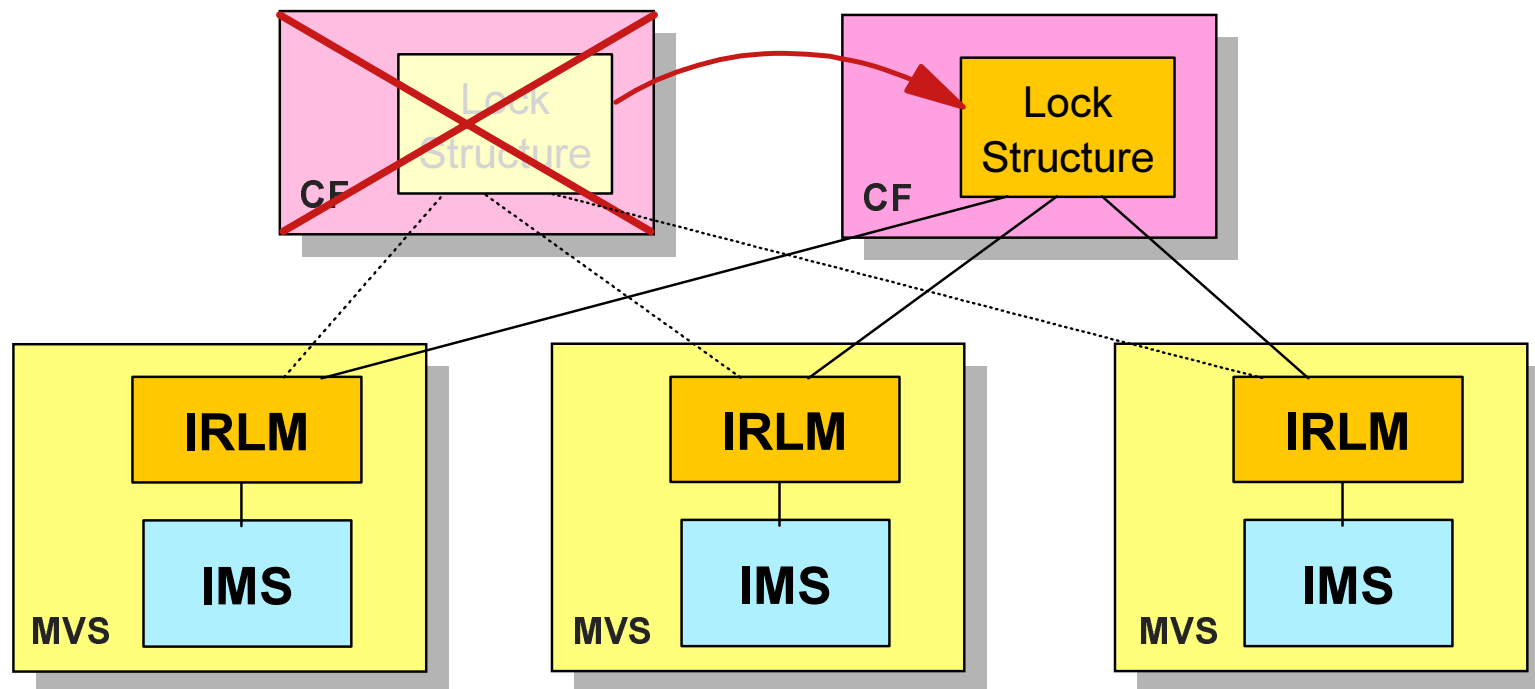 Lock
Structure
CF
Lock
Structure
CF
IRLM
IMS
MVS
IRLM
IMS
MVS
IRLM
IMS
MVS